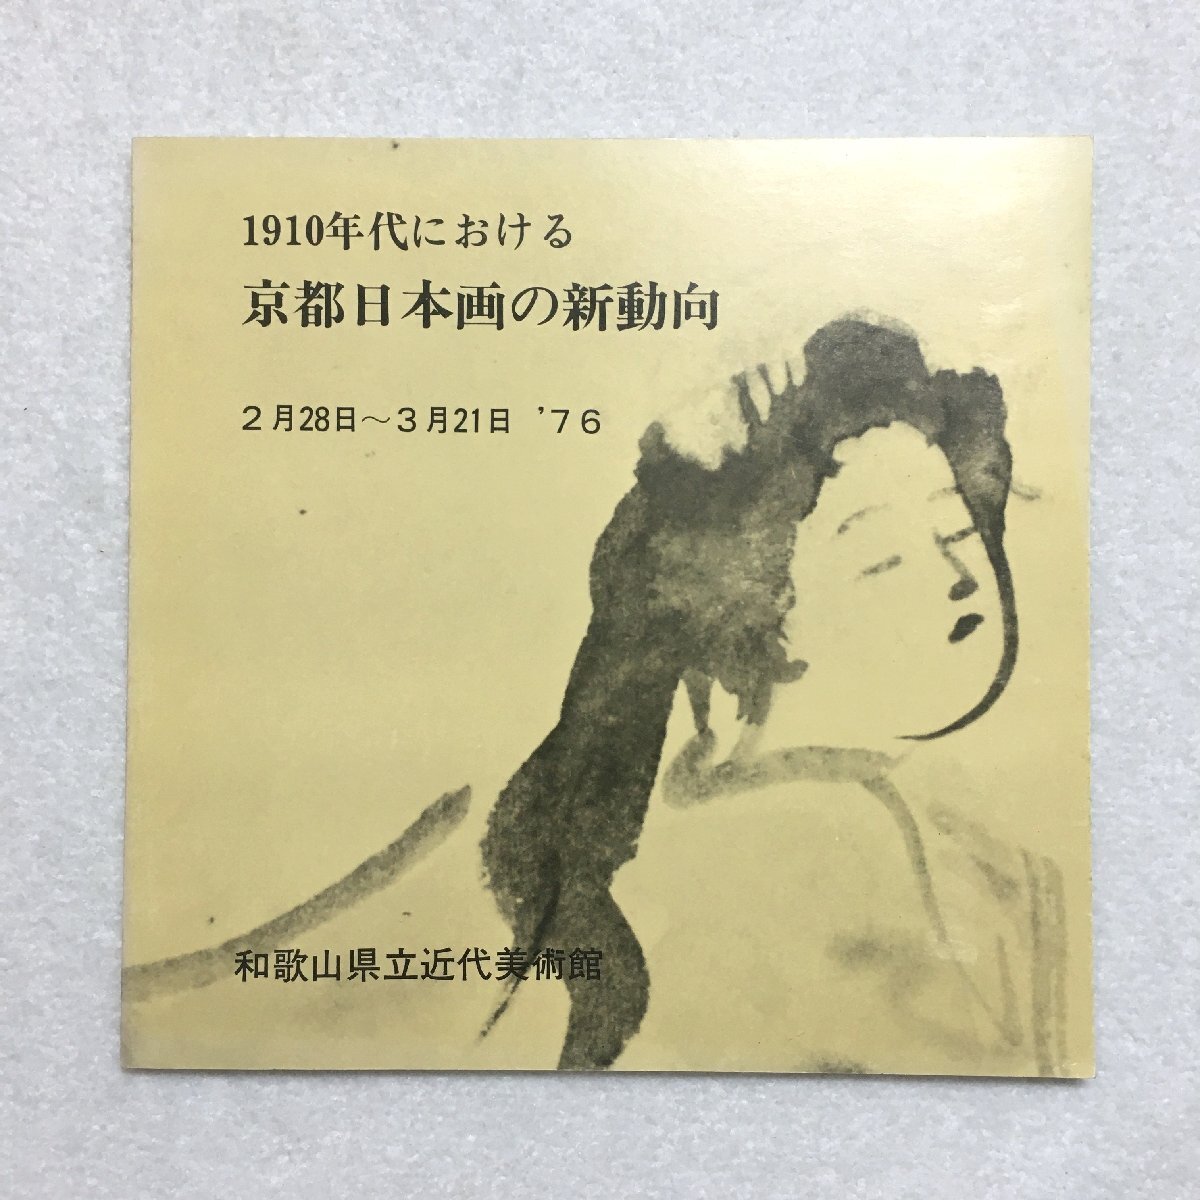 1910年代における
京都日本画の新動向
２月28日～３月21日 ’７６
和歌山県立近代美術館